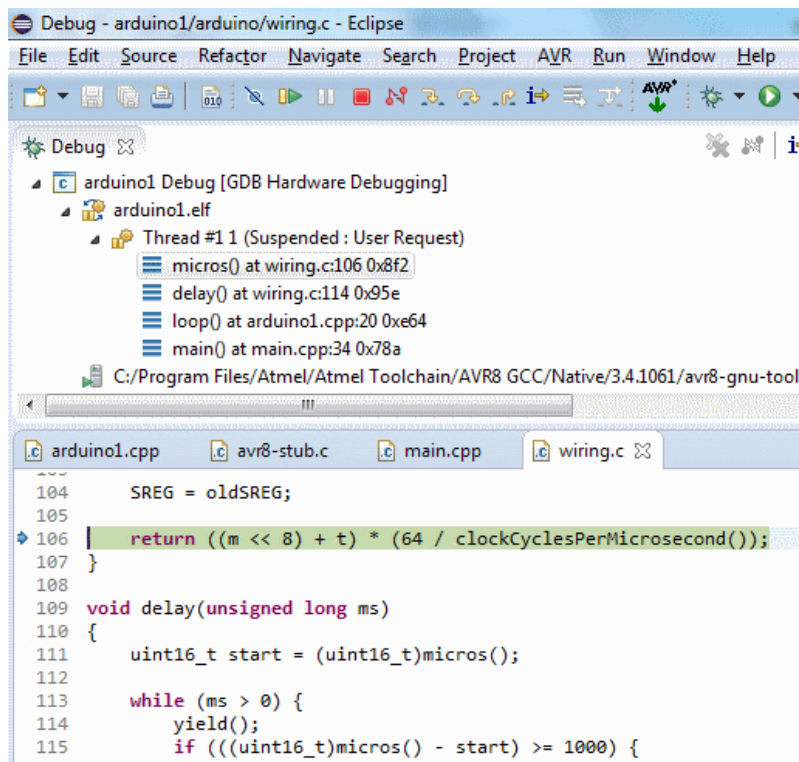 Debug - arduino1/arduino/wiring.c - Eclipse
File Edit Source Refactor Navigate Search Project AVR Run Window Help
010 AVR
Debug
arduino1 Debug [GDB Hardware Debugging]
arduino1.elf
Thread #1 1 (Suspended : User Request)
micros() at wiring.c:106 0x8f2
delay() at wiring.c:114 0x95e
loop() at arduino1.cpp:20 0xe64
main() at main.cpp:34 0x78a
C:/Program Files/Atmel/Atmel Toolchain/AVR8 GCC/Native/3.4.1061/avr8-gnu-tool
arduino1.cpp avr8-stub.c main.cpp wiring.c
104 SREG = oldSREG;
105
106 return ((m << 8) + t) * (64 / clockCyclesPerMicrosecond());
107 }
108
109 void delay(unsigned long ms)
110 {
111 uint16_t start = (uint16_t)micros();
112
113 while (ms > 0) {
114 yield();
115 if (((uint16_t)micros() - start) >= 1000) {